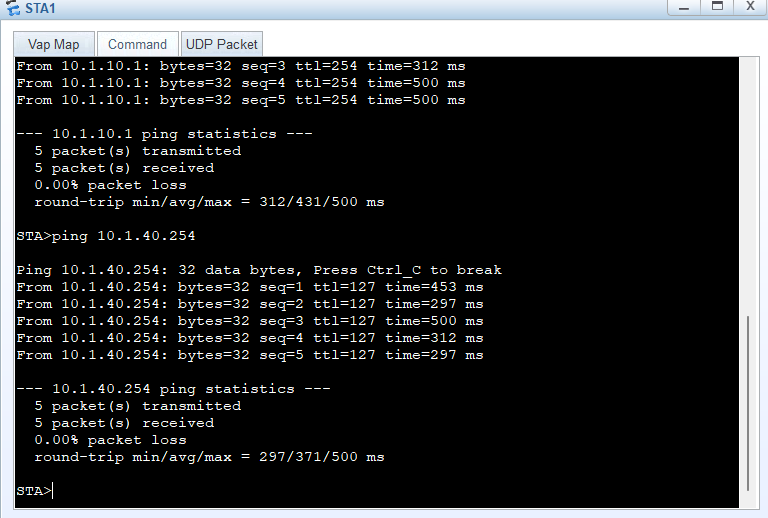 STA1
Vap Map Command UDP Packet
From 10.1.10.1: bytes=32 seq=3 ttl=254 time=312 ms
From 10.1.10.1: bytes=32 seq=4 ttl=254 time=500 ms
From 10.1.10.1: bytes=32 seq=5 ttl=254 time=500 ms
--- 10.1.10.1 ping statistics ---
5 packet(s) transmitted
5 packet(s) received
0.00% packet loss
round-trip min/avg/max = 312/431/500 ms
STA>ping 10.1.40.254
Ping 10.1.40.254: 32 data bytes, Press Ctrl_C to break
From 10.1.40.254: bytes=32 seq=1 ttl=127 time=453 ms
From 10.1.40.254: bytes=32 seq=2 ttl=127 time=297 ms
From 10.1.40.254: bytes=32 seq=3 ttl=127 time=500 ms
From 10.1.40.254: bytes=32 seq=4 ttl=127 time=312 ms
From 10.1.40.254: bytes=32 seq=5 ttl=127 time=297 ms
--- 10.1.40.254 ping statistics ---
5 packet(s) transmitted
5 packet(s) received
0.00% packet loss
round-trip min/avg/max = 297/371/500 ms
STA>